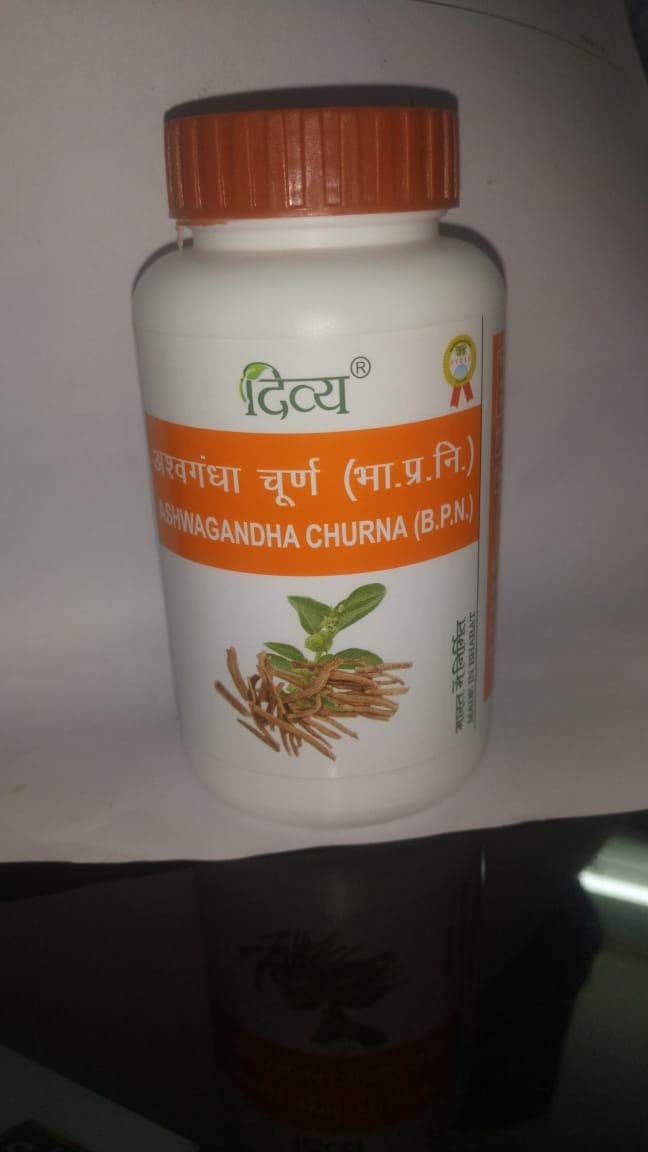 दिव्य®
अश्वगंधा चूर्ण (भा.प्र.नि.)
ASHWAGANDHA CHURNA (B.P.N.)
भारत में निर्मित
MADE IN BHARAT